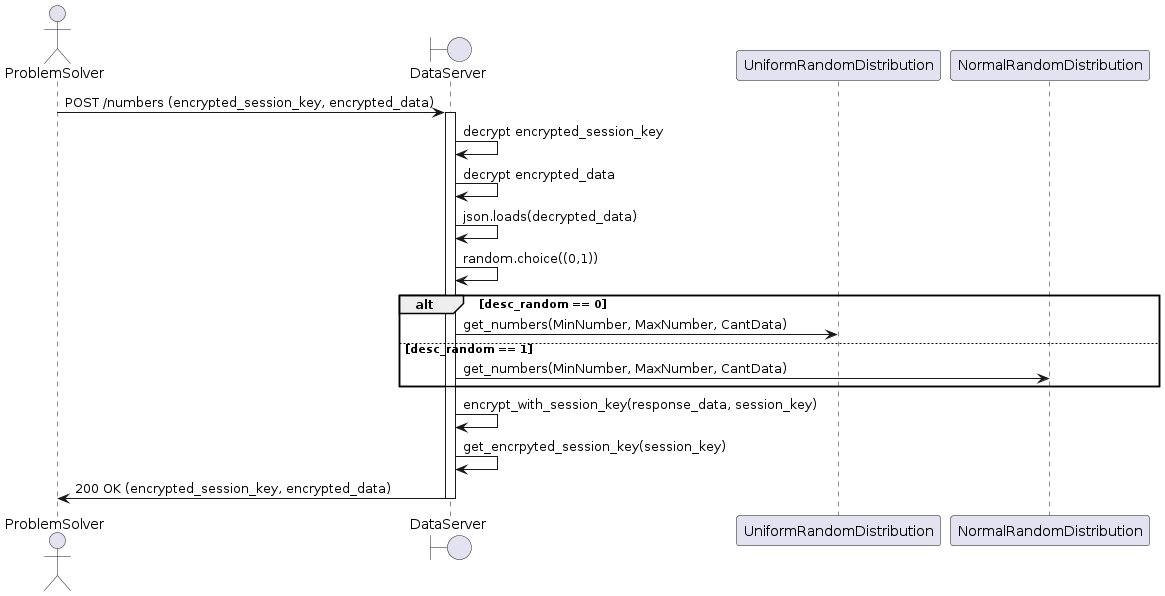 ProblemSolver
DataServer
UniformRandomDistribution
NormalRandomDistribution
POST /numbers (encrypted_session_key, encrypted_data)
decrypt encrypted_session_key
decrypt encrypted_data
json.loads(decrypted_data)
random.choice((0,1))
alt
[desc_random == 0]
get_numbers(MinNumber, MaxNumber, CantData)
[desc_random == 1]
get_numbers(MinNumber, MaxNumber, CantData)
encrypt_with_session_key(response_data, session_key)
get_encrpyted_session_key(session_key)
200 OK (encrypted_session_key, encrypted_data)
ProblemSolver
DataServer
UniformRandomDistribution
NormalRandomDistribution